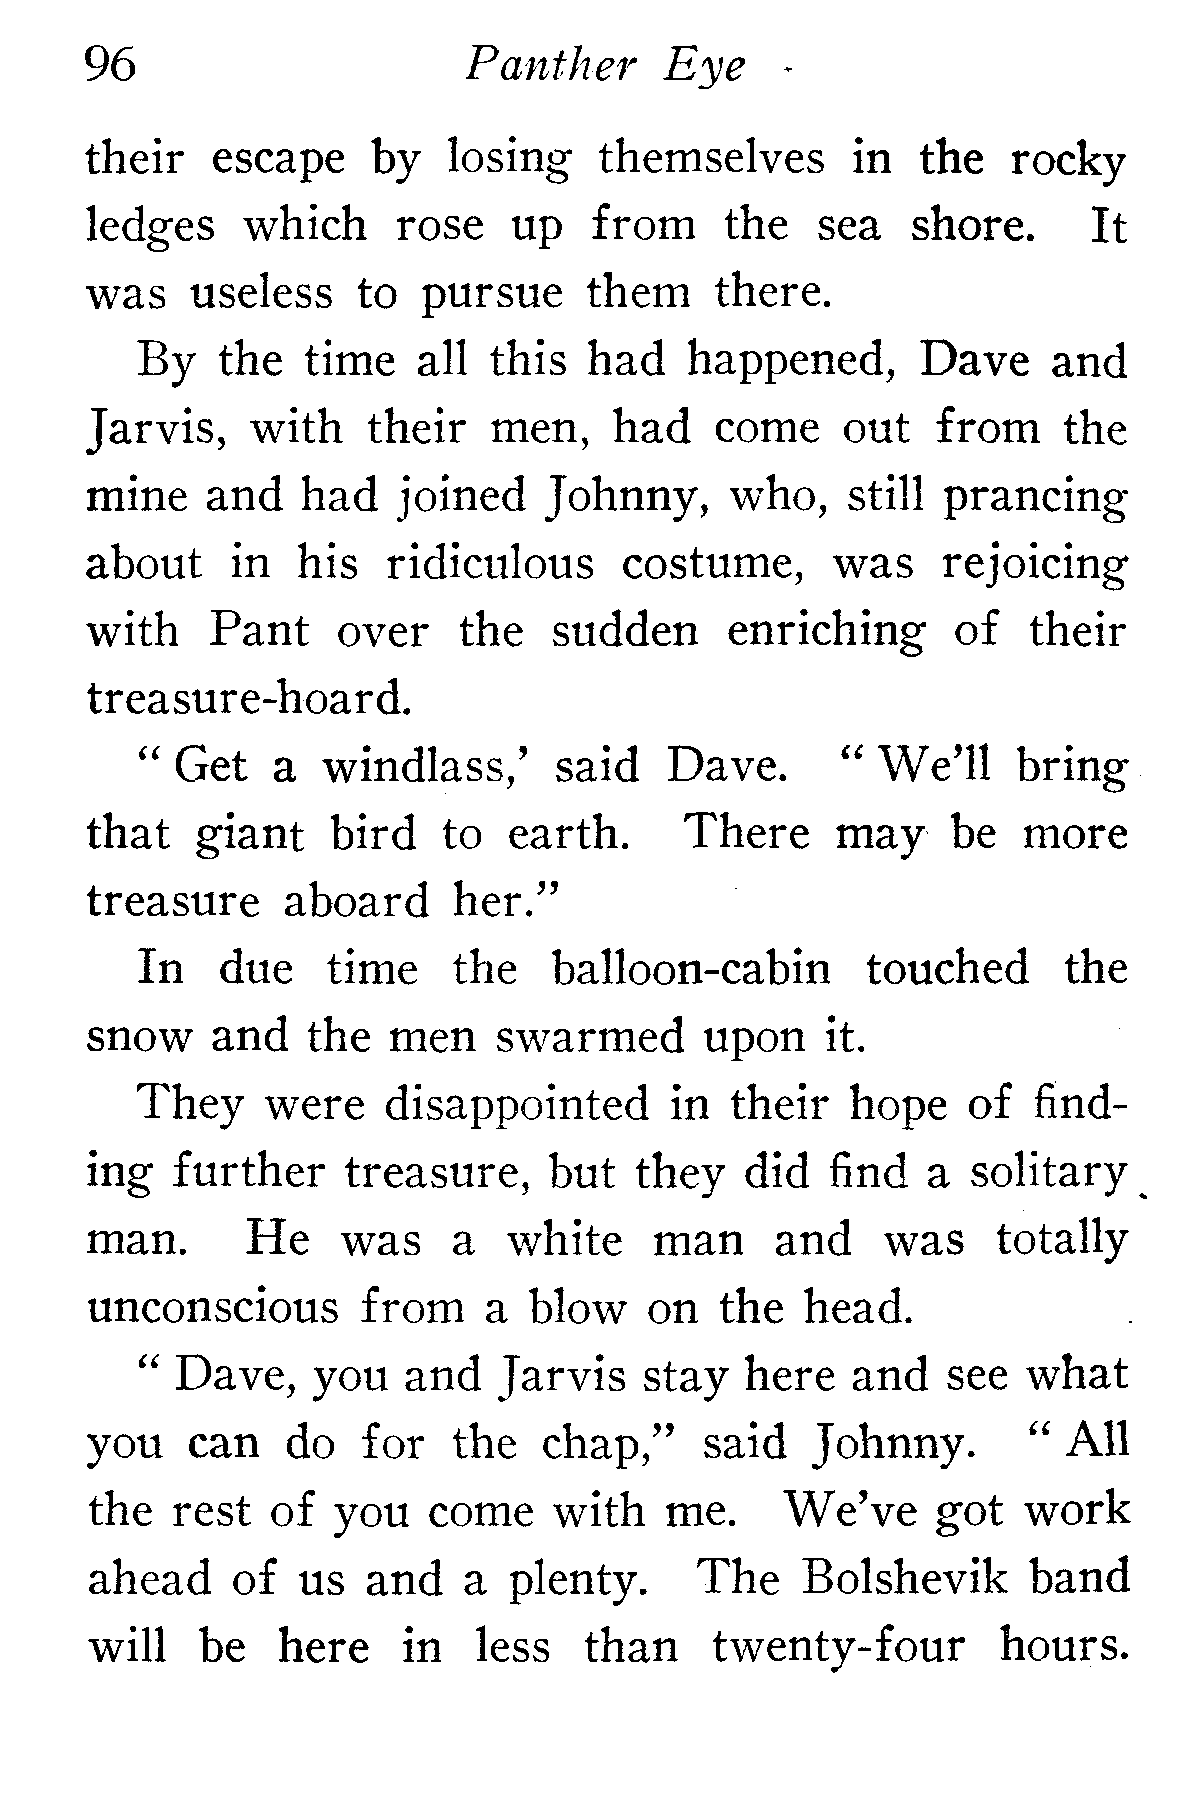 96 Panther Eye
their escape by losing themselves in the rocky
ledges which rose up from the sea shore. It
was useless to pursue them there.
By the time all this had happened, Dave and
Jarvis, with their men, had come out from the
mine and had joined Johnny, who, still prancing
about in his ridiculous costume, was rejoicing
with Pant over the sudden enriching of their
treasure-hoard.
“ Get a windlass,’ said Dave. “ We’ll bring
that giant bird to earth. There may be more
treasure aboard her.”
In due time the balloon-cabin touched the
snow and the men swarmed upon it.
They were disappointed in their hope of find-
ing further treasure, but they did find a solitary
man. He was a white man and was totally
unconscious from a blow on the head.
“ Dave, you and Jarvis stay here and see what
you can do for the chap,” said Johnny. “ All
the rest of you come with me. We’ve got work
ahead of us and a plenty. The Bolshevik band
will be here in less than twenty-four hours.